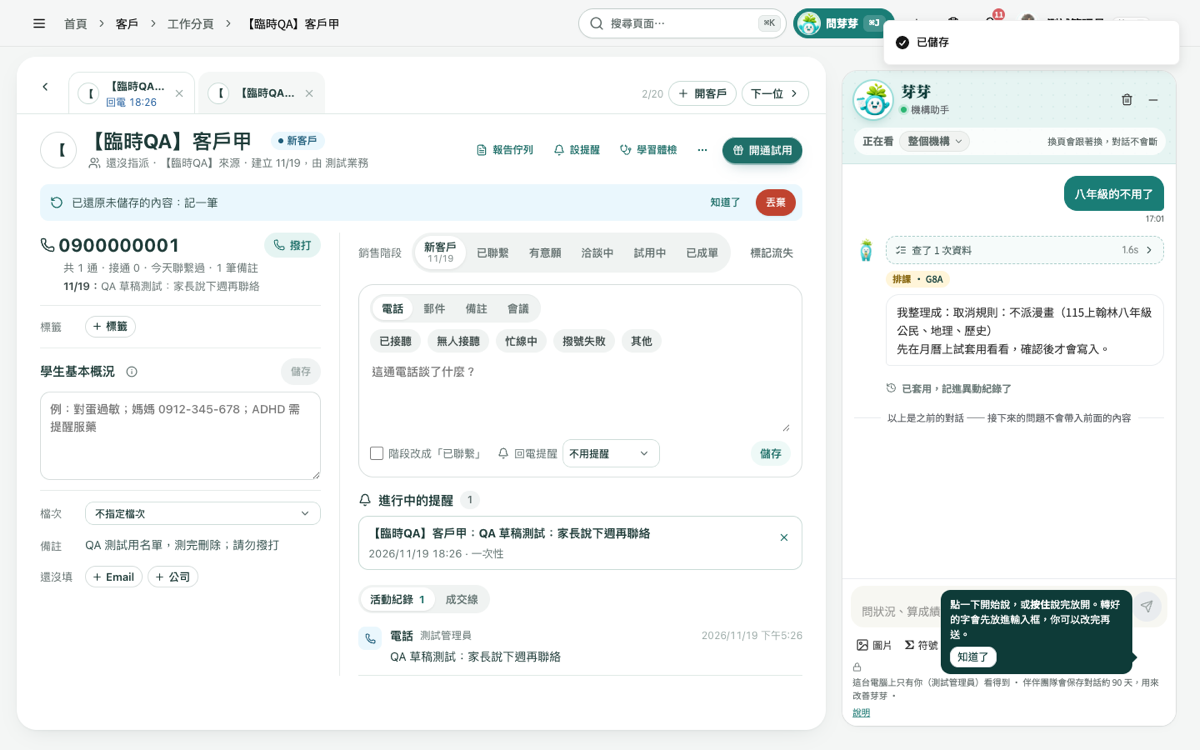 首頁 › 客戶 › 工作分頁 › 【臨時QA】客戶甲
搜尋頁面⋯ ⌘K
問芽芽 ⌘J
11
已儲存
【 【臨時QA... ×
回電 18:26
【 【臨時QA... ×
2/20 + 開客戶 下一位 ›
【 【臨時QA】客戶甲 • 新客戶
還沒指派 · 【臨時QA】來源 · 建立 11/19,由 測試業務
報告佇列 設提醒 學習體檢 ⋯ 開通試用
已還原未儲存的內容:記一筆 知道了 丟棄
0900000001 撥打
共 1 通 · 接通 0 · 今天聯繫過 · 1 筆備註
11/19:QA 草稿測試:家長說下週再聯絡
標籤 + 標籤
學生基本概況 儲存
例:對蛋過敏;媽媽 0912-345-678;ADHD 需
提醒服藥
檔次 不指定檔次
備註 QA 測試用名單,測完刪除;請勿撥打
還沒填 + Email + 公司
銷售階段 新客戶 已聯繫 有意願 洽談中 試用中 已成單 標記流失
11/19
電話 郵件 備註 會議
已接聽 無人接聽 忙線中 撥號失敗 其他
這通電話談了什麼?
階段改成「已聯繫」 回電提醒 不用提醒 儲存
進行中的提醒 1
【臨時QA】客戶甲:QA 草稿測試:家長說下週再聯絡 ×
2026/11/19 18:26 · 一次性
活動紀錄 1 成交線
電話 測試管理員 2026/11/19 下午5:26
QA 草稿測試:家長說下週再聯絡
芽芽
機構助手
正在看 整個機構 換頁會跟著換,對話不會斷
八年級的不用了
17:01
查了 1 次資料 1.6s ›
排課 · G8A
我整理成:取消規則:不派漫畫(115上翰林八年級
公民、地理、歷史)
先在月曆上試套用看看,確認後才會寫入。
已套用,記進異動紀錄了
以上是之前的對話 —— 接下來的問題不會帶入前面的內容
問狀況、算成績
點一下開始說,或按住說完放開。轉好
的字會先放進輸入框,你可以改完再
送。
知道了
圖片 Σ 符號
這台電腦上只有你(測試管理員)看得到 · 伴伴團隊會保存對話約 90 天,用來
改善芽芽 ·
說明